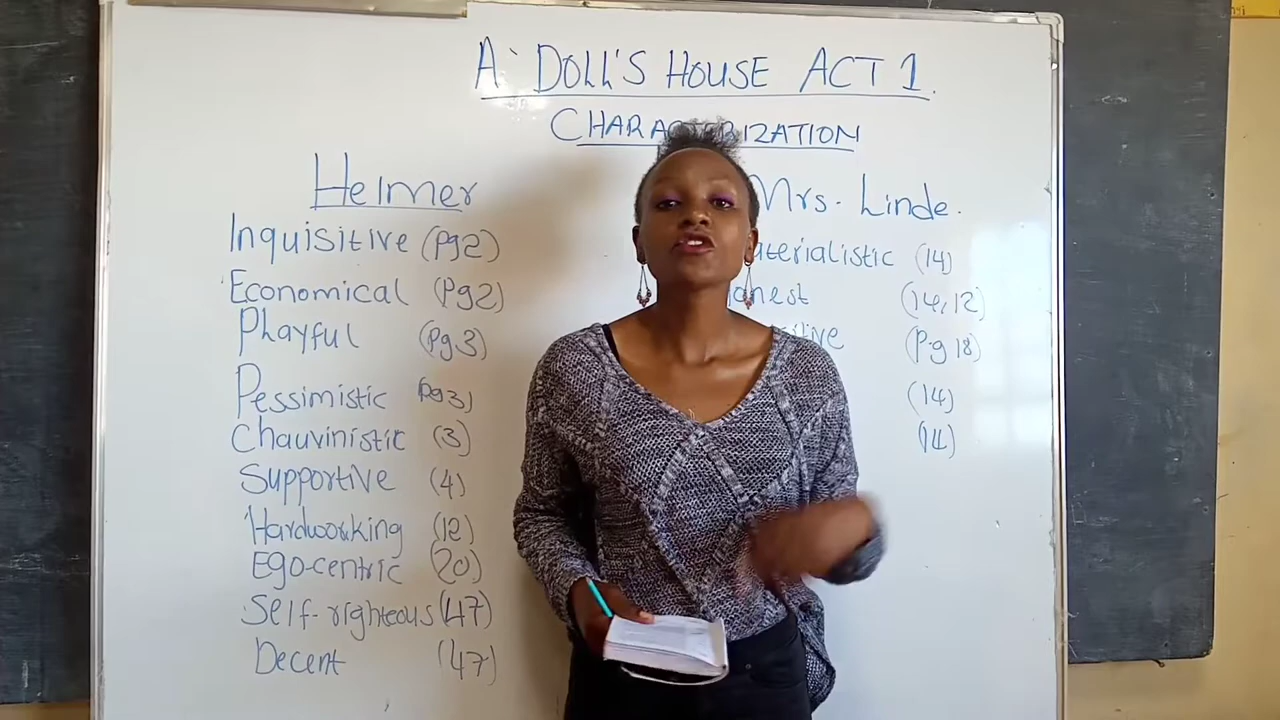 A DOLL'S HOUSE ACT 1.
CHARACTERIZATION
Helmer
Inquisitive (Pg2)
Economical (Pg2)
Playful (Pg3)
Pessimistic Pg3)
Chauvinistic (3)
Supportive (4)
Hardworking (12)
Ego-centric (20)
Self-righteous (47)
Decent (47)
Mrs. Linde.
(14)
(14,12)
(Pg 18)
(14)
(14)